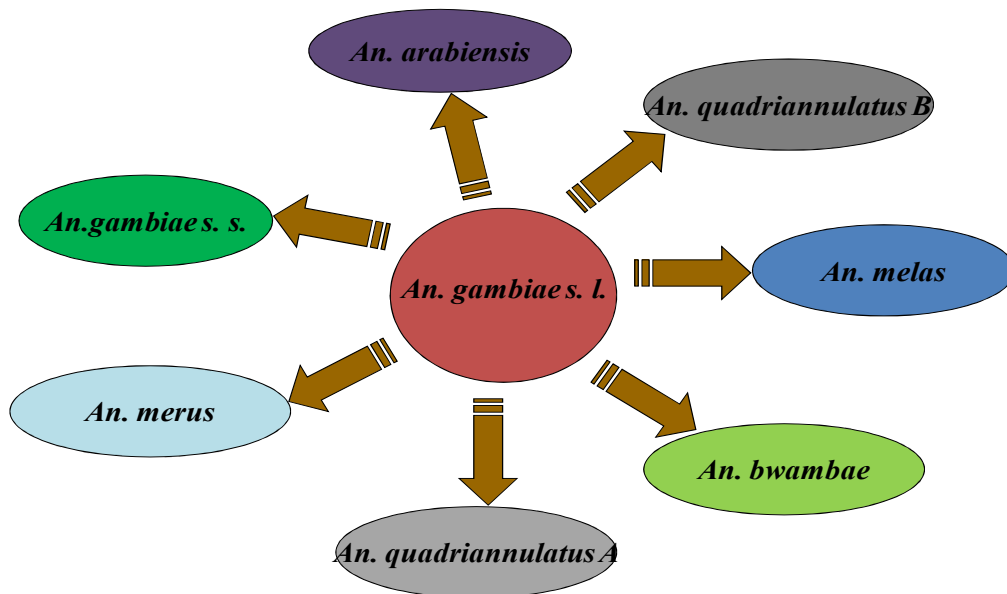 An. arabiensis
An. quadriannulatus B
An.gambiae s. s.
An. gambiae s. l.
An. melas
An. merus
An. bwambae
An. quadriannulatus A